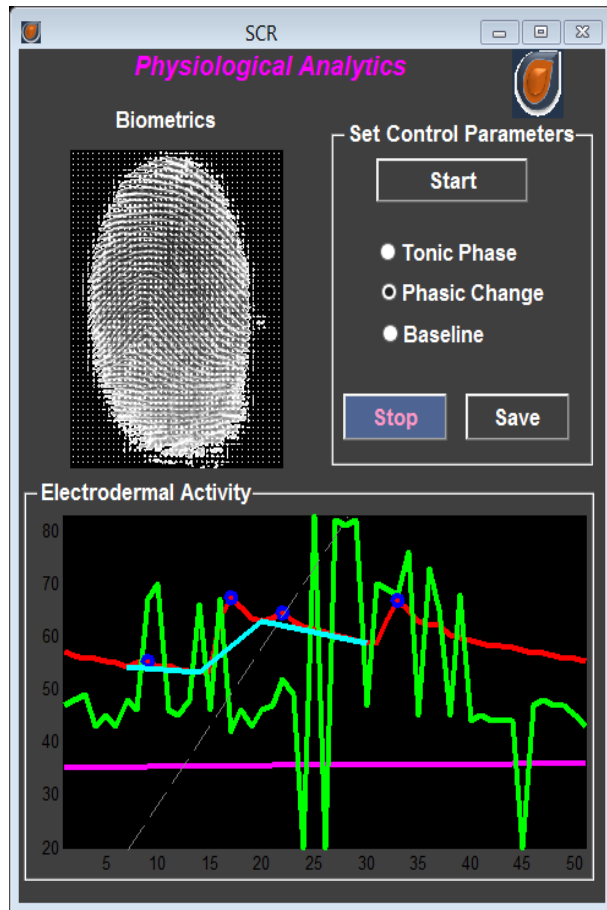 SCR
Physiological Analytics
Biometrics
Set Control Parameters
Start
Tonic Phase
Phasic Change
Baseline
Stop
Save
Electrodermal Activity
80
70
60
50
40
30
20
5 10 15 20 25 30 35 40 45 50